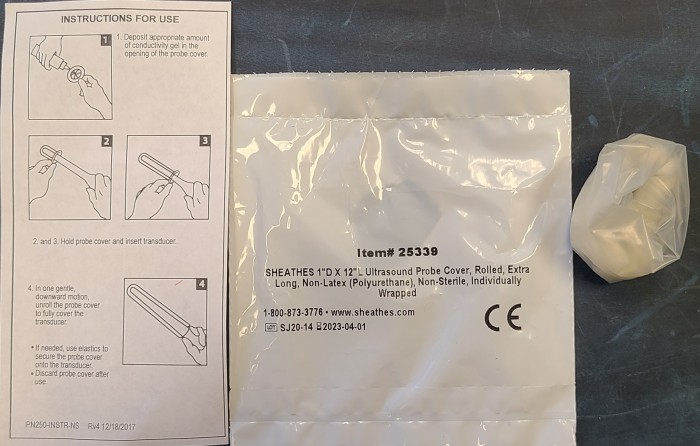 INSTRUCTIONS FOR USE
1
1. Deposit appropriate amount
of conductivity gel in the
opening of the probe cover.
2
3
2. and 3. Hold probe cover and insert transducer.
4. In one gentle,
downward motion,
unroll the probe cover
to fully cover the
transducer.
4
• If needed, use elastics to
secure the probe cover
onto the transducer.
• Discard probe cover after
use.
PN250-INSTR-NS Rv4 12/18/2017
Item# 25339
SHEATHES 1"D X 12"L Ultrasound Probe Cover, Rolled, Extra
Long, Non-Latex (Polyurethane), Non-Sterile, Individually
Wrapped
1-800-873-3776 • www.sheathes.com
LOT SJ20-14 2023-04-01
CE